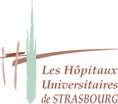 Les Hôpitaux
Universitaires
de STRASBOURG